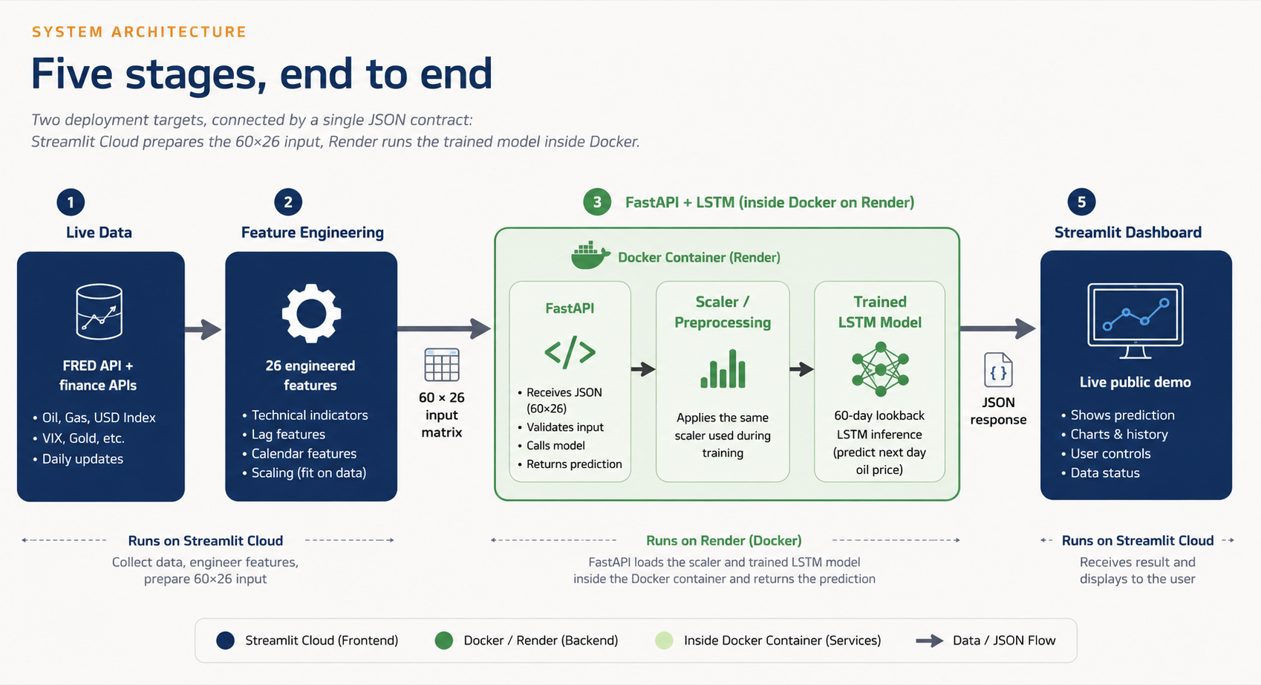 SYSTEM ARCHITECTURE
Five stages, end to end
Two deployment targets, connected by a single JSON contract:
Streamlit Cloud prepares the 60×26 input, Render runs the trained model inside Docker.
1
Live Data
FRED API +
finance APIs
• Oil, Gas, USD Index
• VIX, Gold, etc.
• Daily updates
2
Feature Engineering
26 engineered
features
• Technical indicators
• Lag features
• Calendar features
• Scaling (fit on data)
60 × 26
input
matrix
3 FastAPI + LSTM (inside Docker on Render)
Docker Container (Render)
FastAPI
</>
• Receives JSON
(60×26)
• Validates input
• Calls model
• Returns prediction
Scaler /
Preprocessing
Applies the same
scaler used during
training
Trained
LSTM Model
60-day lookback
LSTM inference
(predict next day
oil price)
{ }
JSON
response
5
Streamlit Dashboard
Live public demo
• Shows prediction
• Charts & history
• User controls
• Data status
Runs on Streamlit Cloud
Collect data, engineer features,
prepare 60×26 input
Runs on Render (Docker)
FastAPI loads the scaler and trained LSTM model
inside the Docker container and returns the prediction
Runs on Streamlit Cloud
Receives result and
displays to the user
Streamlit Cloud (Frontend)
Docker / Render (Backend)
Inside Docker Container (Services)
Data / JSON Flow